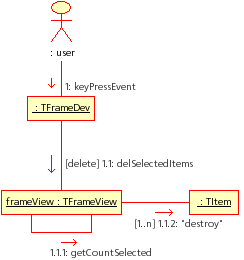 : user
1: keyPressEvent
: TFrameDev
[delete] 1.1: delSelectedItems
frameView : TFrameView
: TItem
[1..n] 1.1.2: "destroy"
1.1.1: getCountSelected